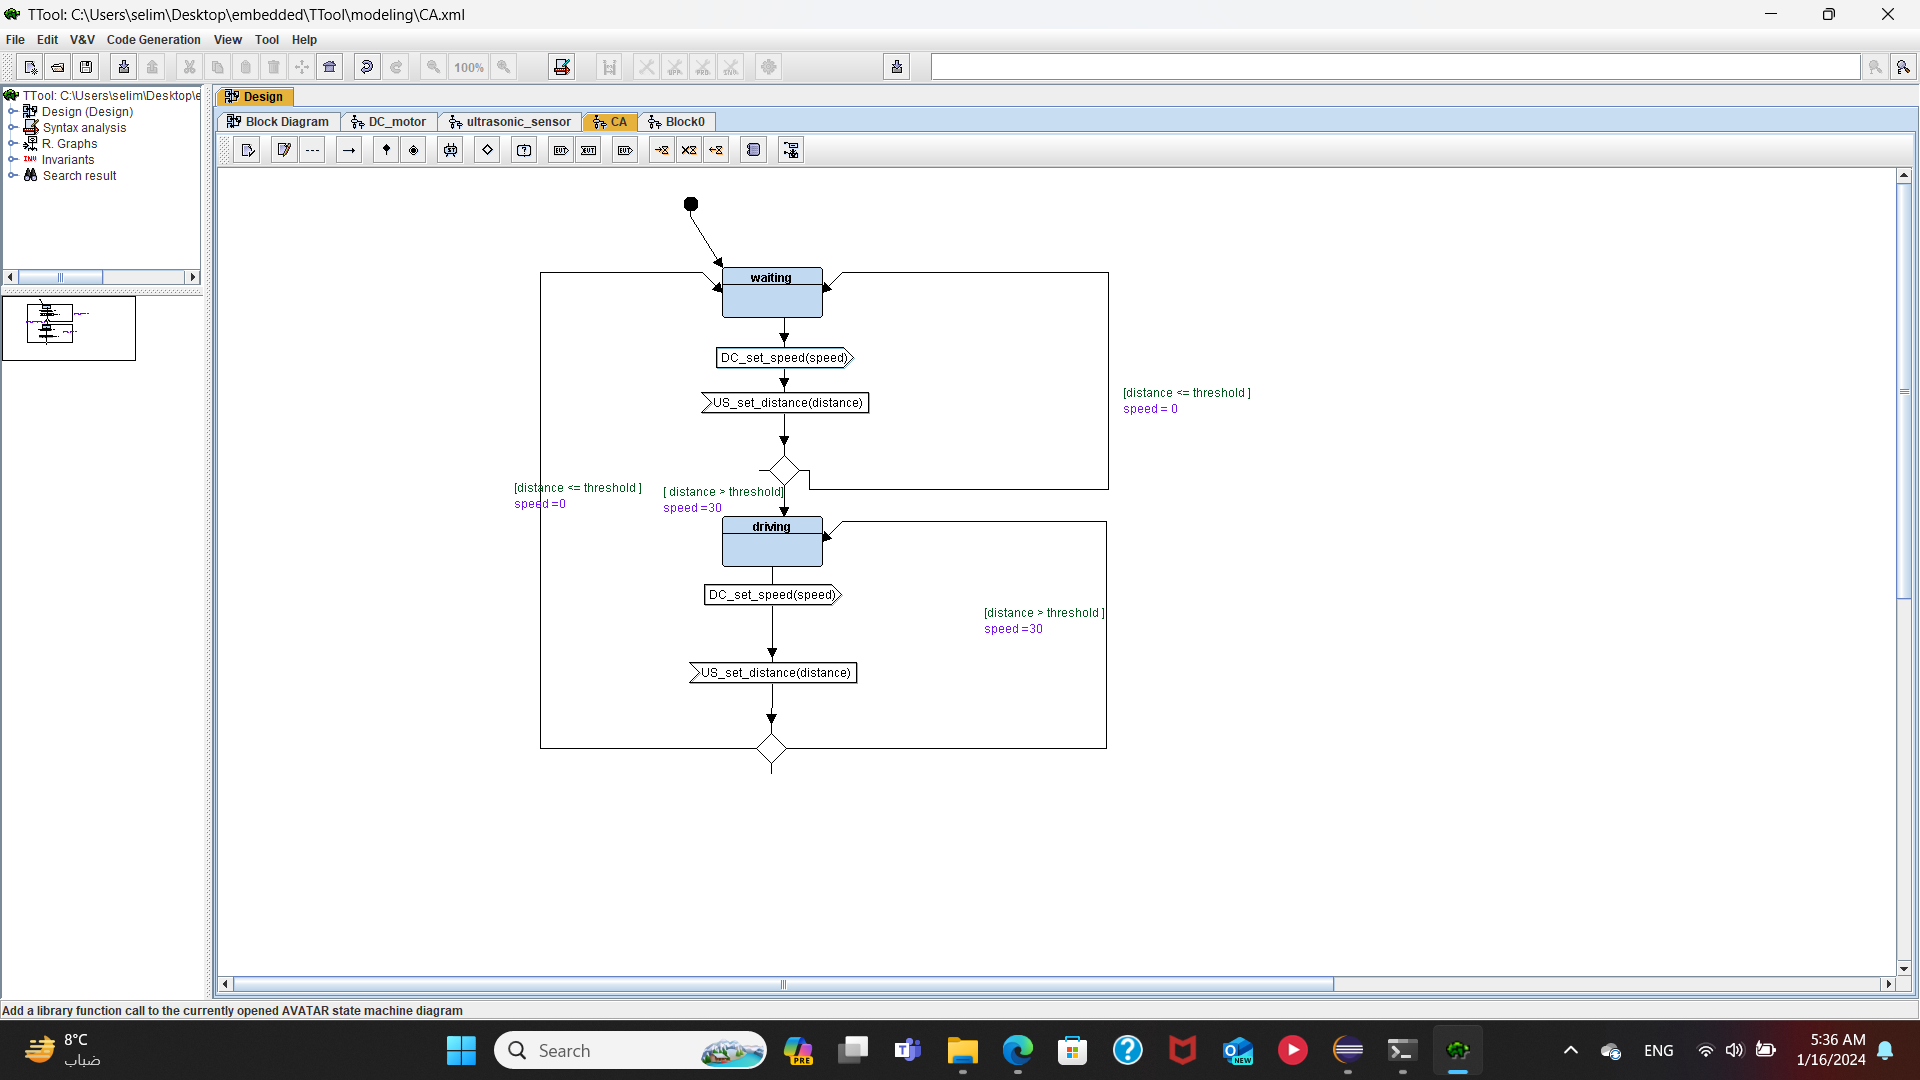 TTool: C:\Users\selim\Desktop\embedded\TTool\modeling\CA.xml
File Edit V&V Code Generation View Tool Help
100%
TTool: C:\Users\selim\Desktop\e
Design (Design)
Syntax analysis
R. Graphs
Invariants
Search result
Design
Block Diagram DC_motor ultrasonic_sensor CA Block0
waiting
DC_set_speed(speed)
US_set_distance(distance)
[distance <= threshold ]
speed = 0
[distance <= threshold ]
speed =0
[ distance > threshold]
speed =30
driving
DC_set_speed(speed)
US_set_distance(distance)
[distance > threshold ]
speed =30
Add a library function call to the currently opened AVATAR state machine diagram
8°C
ضباب
Search
PRE
NEW
ENG
5:36 AM
1/16/2024